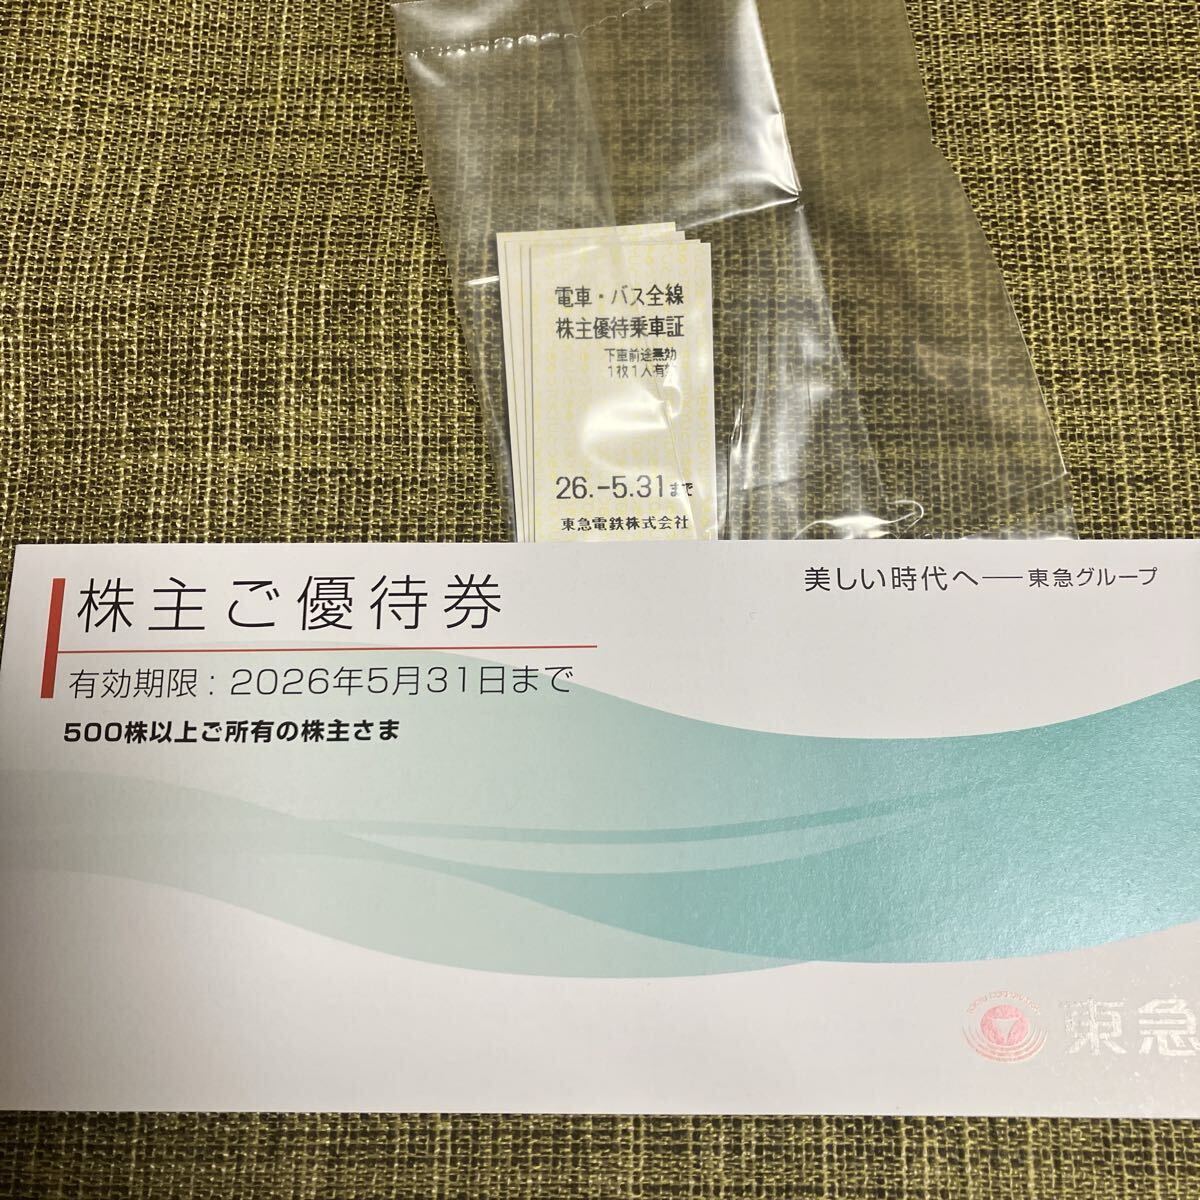 電車・バス全線
株主優待乗車証
下車前途無効
1枚1人有効
26.-5.31まで
東急電鉄株式会社
株主ご優待券
美しい時代へ──東急グループ
有効期限：2026年5月31日まで
500株以上ご所有の株主さま
TOKYU CORPORATION
東急